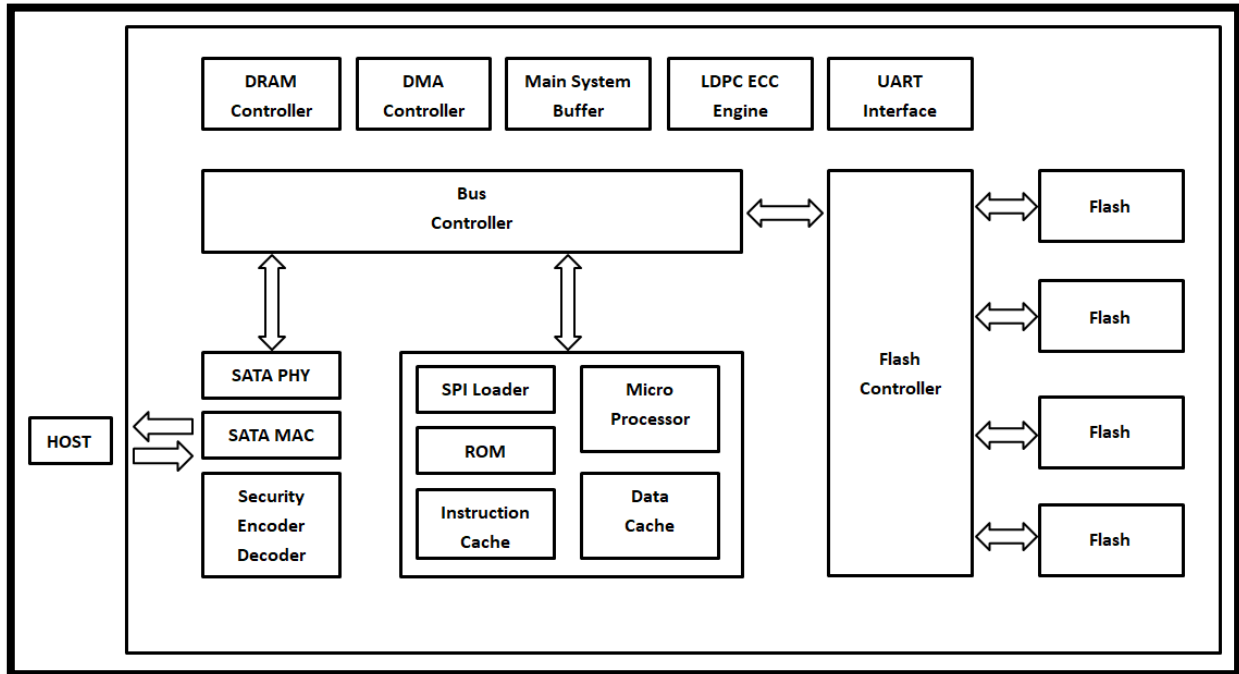 DRAM
Controller
DMA
Controller
Main System
Buffer
LDPC ECC
Engine
UART
Interface
Bus
Controller
Flash
Flash
SATA PHY
SPI Loader
Micro
Processor
Flash
Controller
HOST
SATA MAC
ROM
Flash
Security
Encoder
Decoder
Instruction
Cache
Data
Cache
Flash